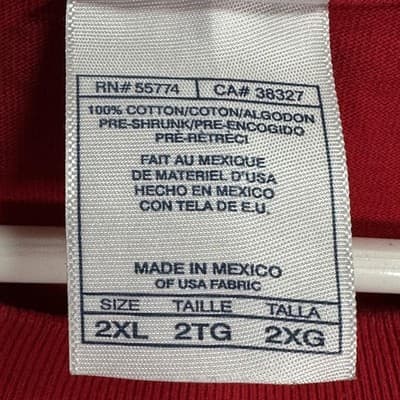 RN# 55774 CA# 38327
100% COTTON/COTON/ALGODON
PRE-SHRUNK/PRE-ENCOGIDO
PRÉ-RÉTRÉCI
FAIT AU MEXIQUE
DE MATERIEL D'USA
HECHO EN MEXICO
CON TELA DE E.U.
MADE IN MEXICO
OF USA FABRIC
SIZE TAILLE TALLA
2XL 2TG 2XG